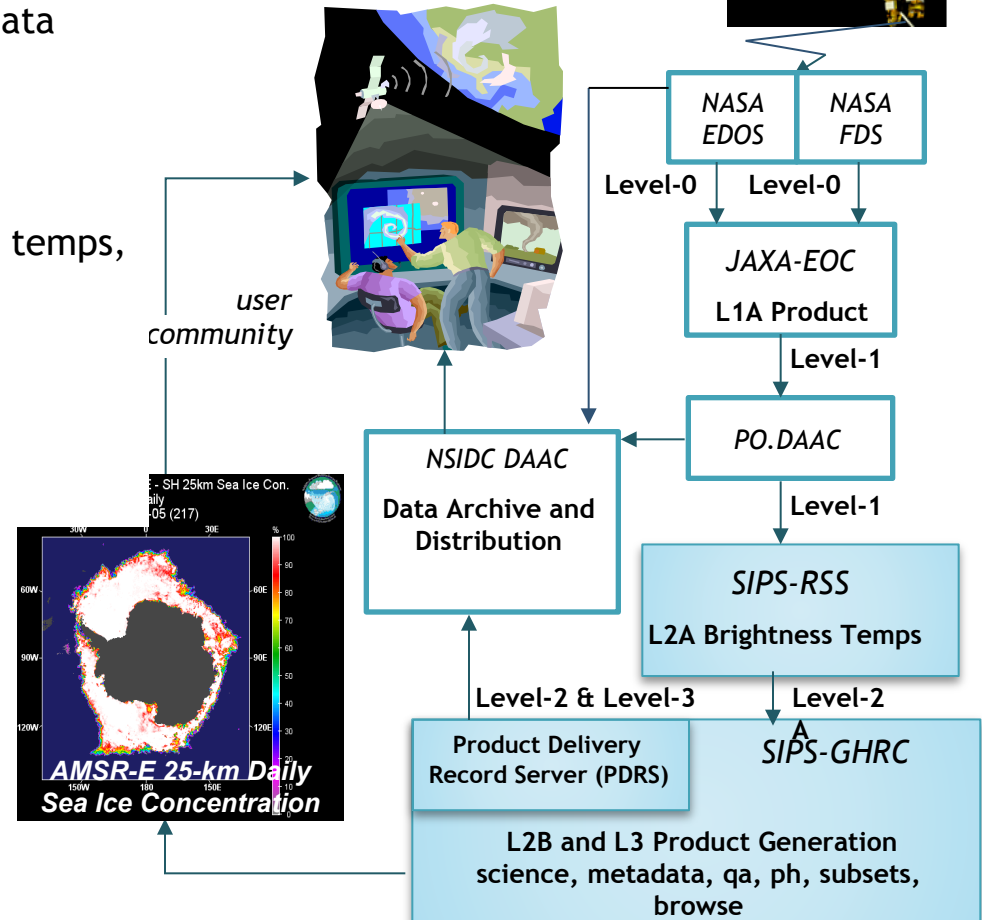 ata
temps,
user
community
NASA
EDOS
NASA
FDS
Level-0
Level-0
JAXA-EOC
L1A Product
Level-1
PO.DAAC
NSIDC DAAC
Data Archive and
Distribution
Level-1
SIPS-RSS
L2A Brightness Temps
Level-2 & Level-3
Level-2
A
Product Delivery
Record Server (PDRS)
SIPS-GHRC
L2B and L3 Product Generation
science, metadata, qa, ph, subsets,
browse
E - SH 25km Sea Ice Con.
aily
-05 (217)
30W 0 30E
%
100
90
80
70
60
50
40
30
20
10
0
60W 60E
90W 90E
120W 120E
150W 180 150E
AMSR-E 25-km Daily
Sea Ice Concentration